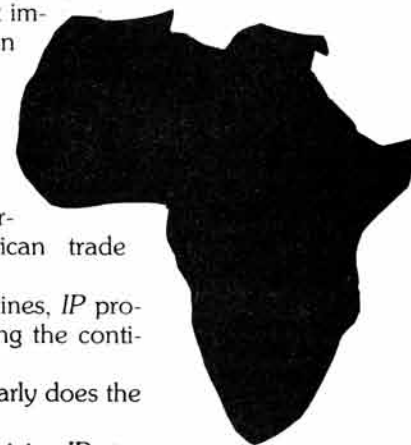 im-
n
r-
ican trade
ines, IP pro-
ng the conti-
arly does the